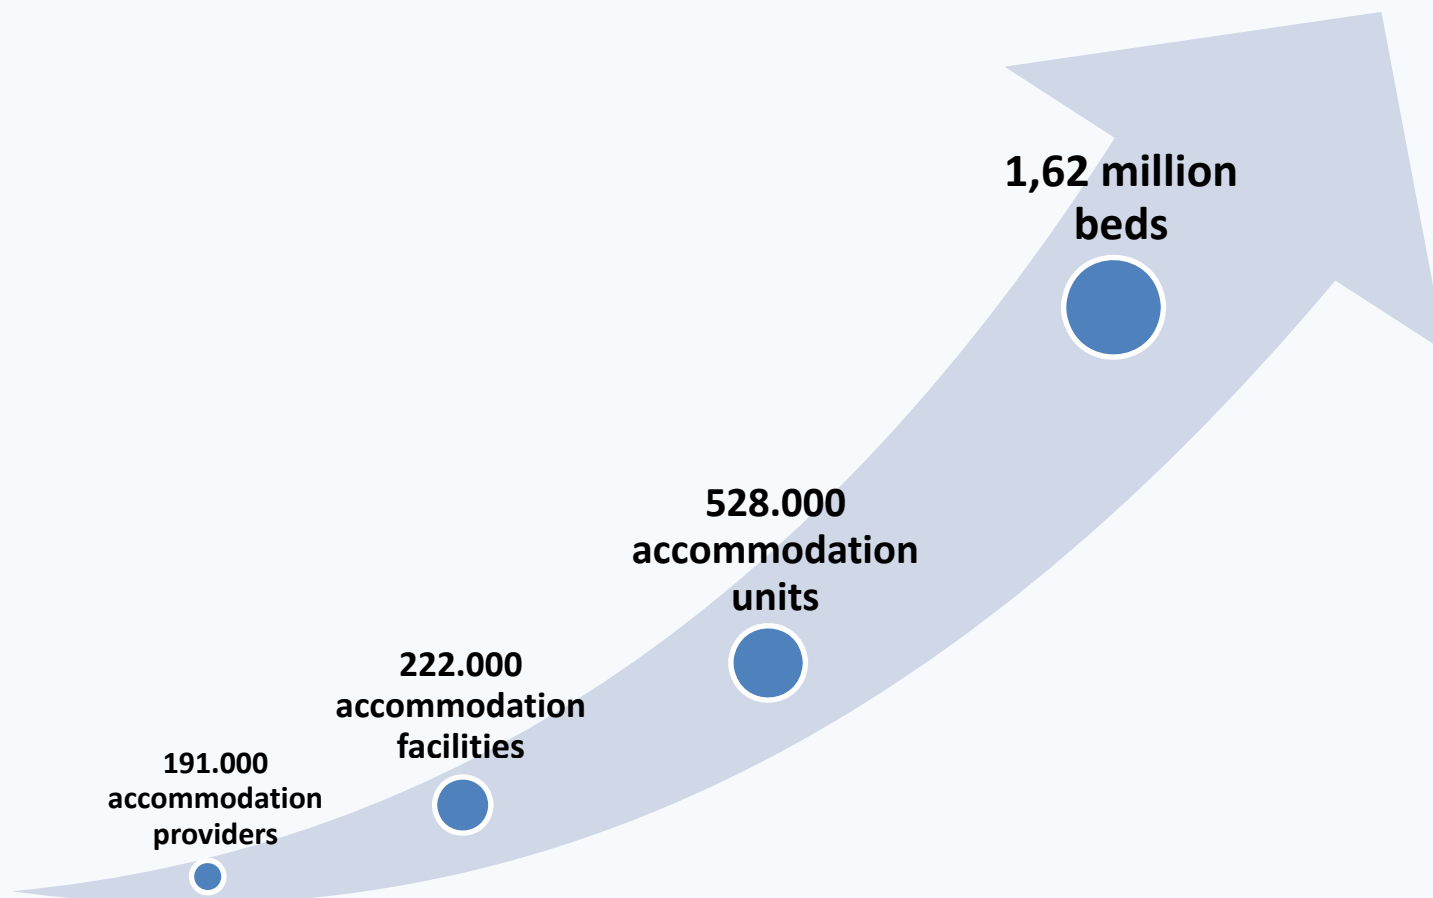 191.000
accommodation
providers
222.000
accommodation
facilities
528.000
accommodation
units
1,62 million
beds